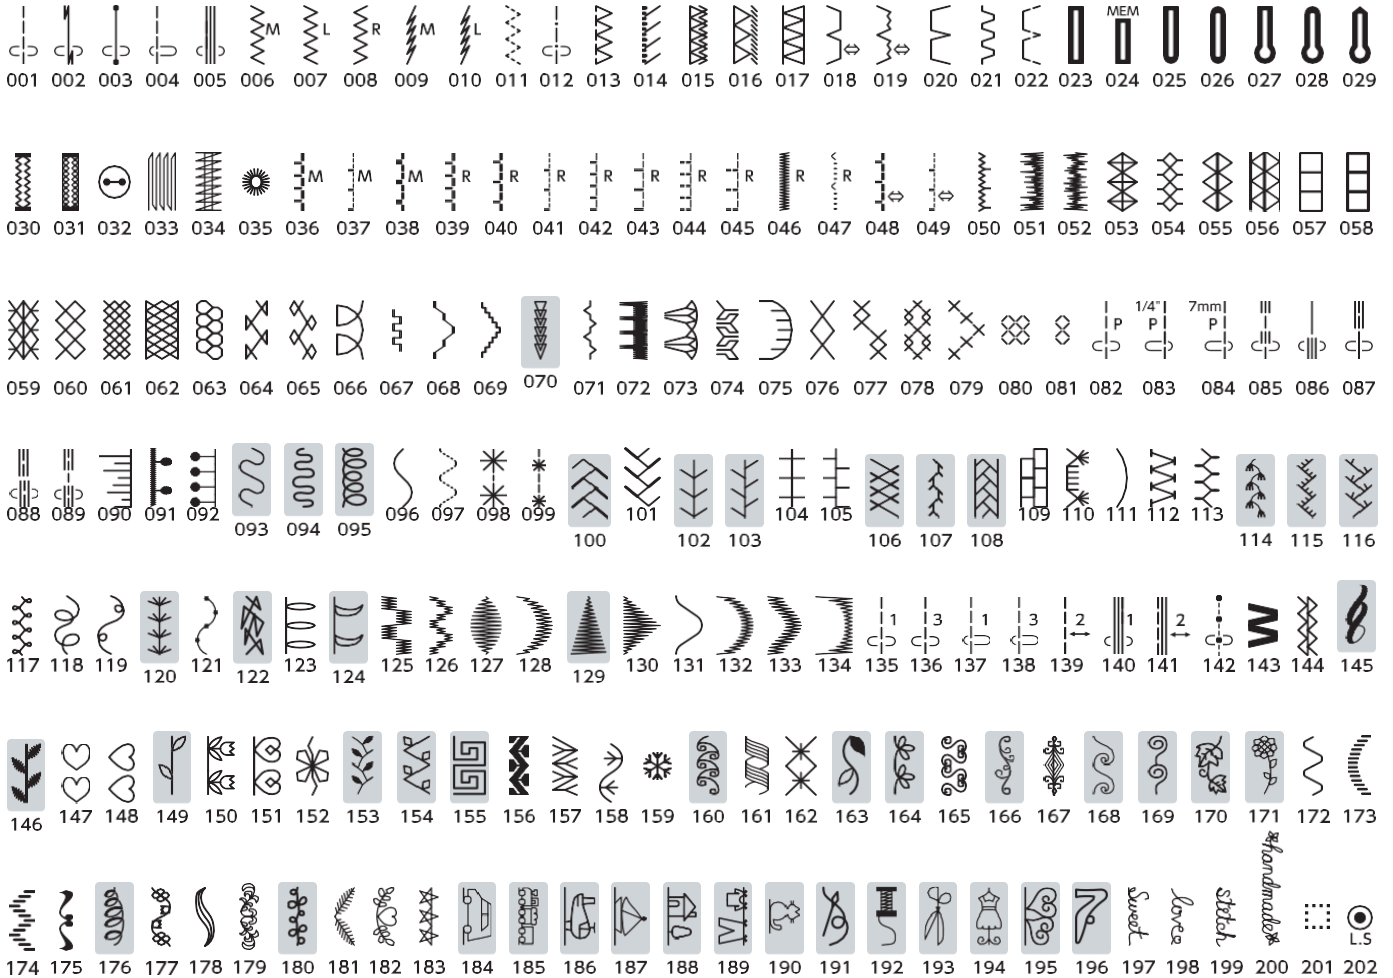 MEM
M L R M L
001 002 003 004 005 006 007 008 009 010 011 012 013 014 015 016 017 018 019 020 021 022 023 024 025 026 027 028 029
M M M R R R R R R R R R
030 031 032 033 034 035 036 037 038 039 040 041 042 043 044 045 046 047 048 049 050 051 052 053 054 055 056 057 058
1/4" 7mm
P P P
059 060 061 062 063 064 065 066 067 068 069 070 071 072 073 074 075 076 077 078 079 080 081 082 083 084 085 086 087
088 089 090 091 092 093 094 095 096 097 098 099 100 101 102 103 104 105 106 107 108 109 110 111 112 113 114 115 116
1 3 1 3 2 1 2
117 118 119 120 121 122 123 124 125 126 127 128 129 130 131 132 133 134 135 136 137 138 139 140 141 142 143 144 145
146 147 148 149 150 151 152 153 154 155 156 157 158 159 160 161 162 163 164 165 166 167 168 169 170 171 172 173
Sweet love stitch handmade
L.S
174 175 176 177 178 179 180 181 182 183 184 185 186 187 188 189 190 191 192 193 194 195 196 197 198 199 200 201 202